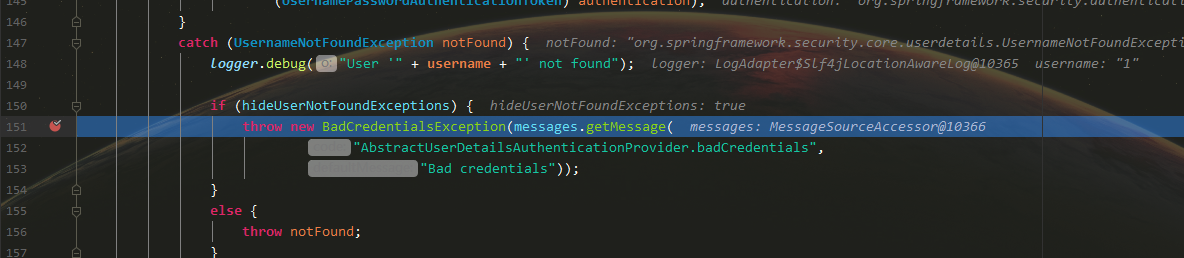 145 (UsernamePasswordAuthenticationToken) authentication); authentication: "org.springframework.security.authenticati
146 }
147 catch (UsernameNotFoundException notFound) { notFound: "org.springframework.security.core.userdetails.UsernameNotFoundExcepti
148 logger.debug( o: "User '" + username + "' not found"); logger: LogAdapter$Slf4jLocationAwareLog@10365 username: "1"
149
150 if (hideUserNotFoundExceptions) { hideUserNotFoundExceptions: true
151 throw new BadCredentialsException(messages.getMessage( messages: MessageSourceAccessor@10366
152 "AbstractUserDetailsAuthenticationProvider.badCredentials",
153 "Bad credentials"));
154 }
155 else {
156 throw notFound;
157 }